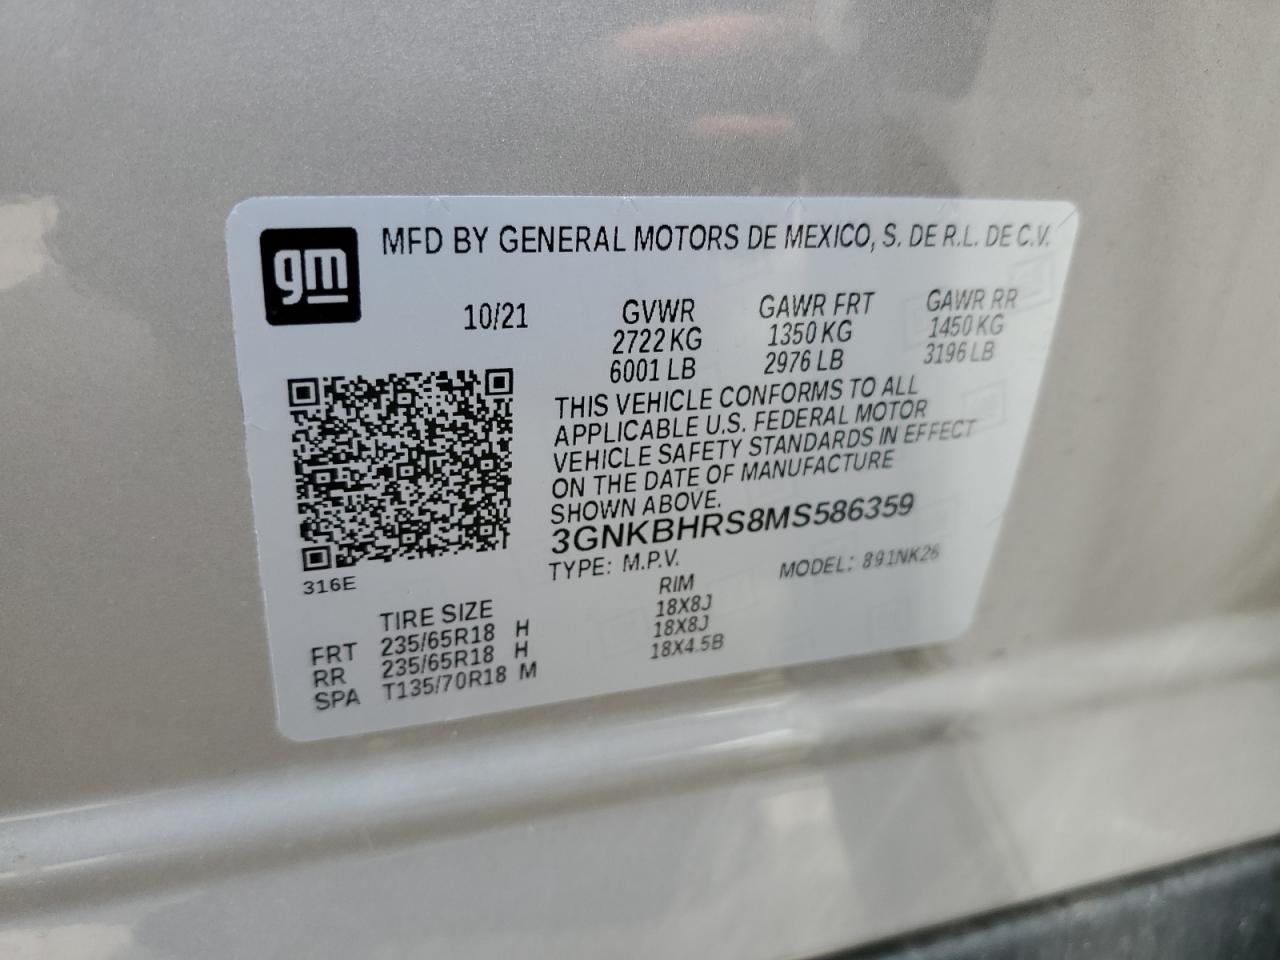 gm
MFD BY GENERAL MOTORS DE MEXICO, S. DE R.L. DE C.V.
10/21 GVWR GAWR FRT GAWR RR
2722 KG 1350 KG 1450 KG
6001 LB 2976 LB 3196 LB
THIS VEHICLE CONFORMS TO ALL
APPLICABLE U.S. FEDERAL MOTOR
VEHICLE SAFETY STANDARDS IN EFFECT
ON THE DATE OF MANUFACTURE
SHOWN ABOVE.
3GNKBHRS8MS586359
TYPE: M.P.V. MODEL: 891NK26
316E
TIRE SIZE RIM
FRT 235/65R18 H 18X8J
RR 235/65R18 H 18X8J
SPA T135/70R18 M 18X4.5B